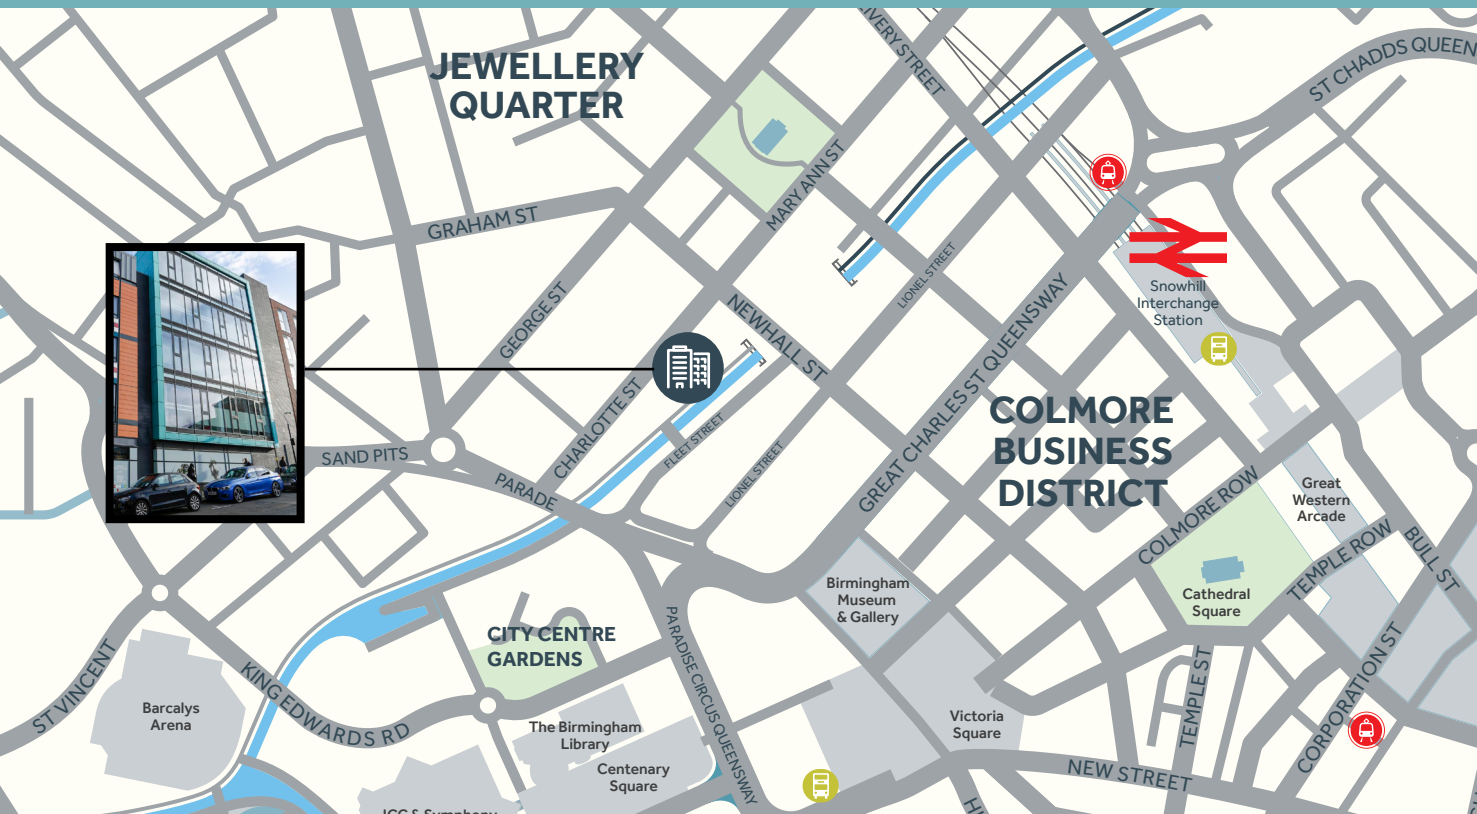 JEWELLERY
QUARTER
ST CHADDS QUEEN
GRAHAM ST
MARY ANN ST
LIONEL STREET
GEORGE ST
NEWHALL ST
GREAT CHARLES ST QUEENSWAY
Snowhill
Interchange
Station
CHARLOTTE ST
FLEET STREET
LIONEL STREET
SAND PITS
PARADE
COLMORE
BUSINESS
DISTRICT
COLMORE ROW
Great
Western
Arcade
TEMPLE ROW
BULL ST
Cathedral
Square
Birmingham
Museum
& Gallery
CITY CENTRE
GARDENS
PARADISE CIRCUS QUEENSWAY
ST VINCENT
KING EDWARDS RD
Barcalys
Arena
The Birmingham
Library
Centenary
Square
Victoria
Square
TEMPLE ST
CORPORATION ST
NEW STREET
ICC & Symphony